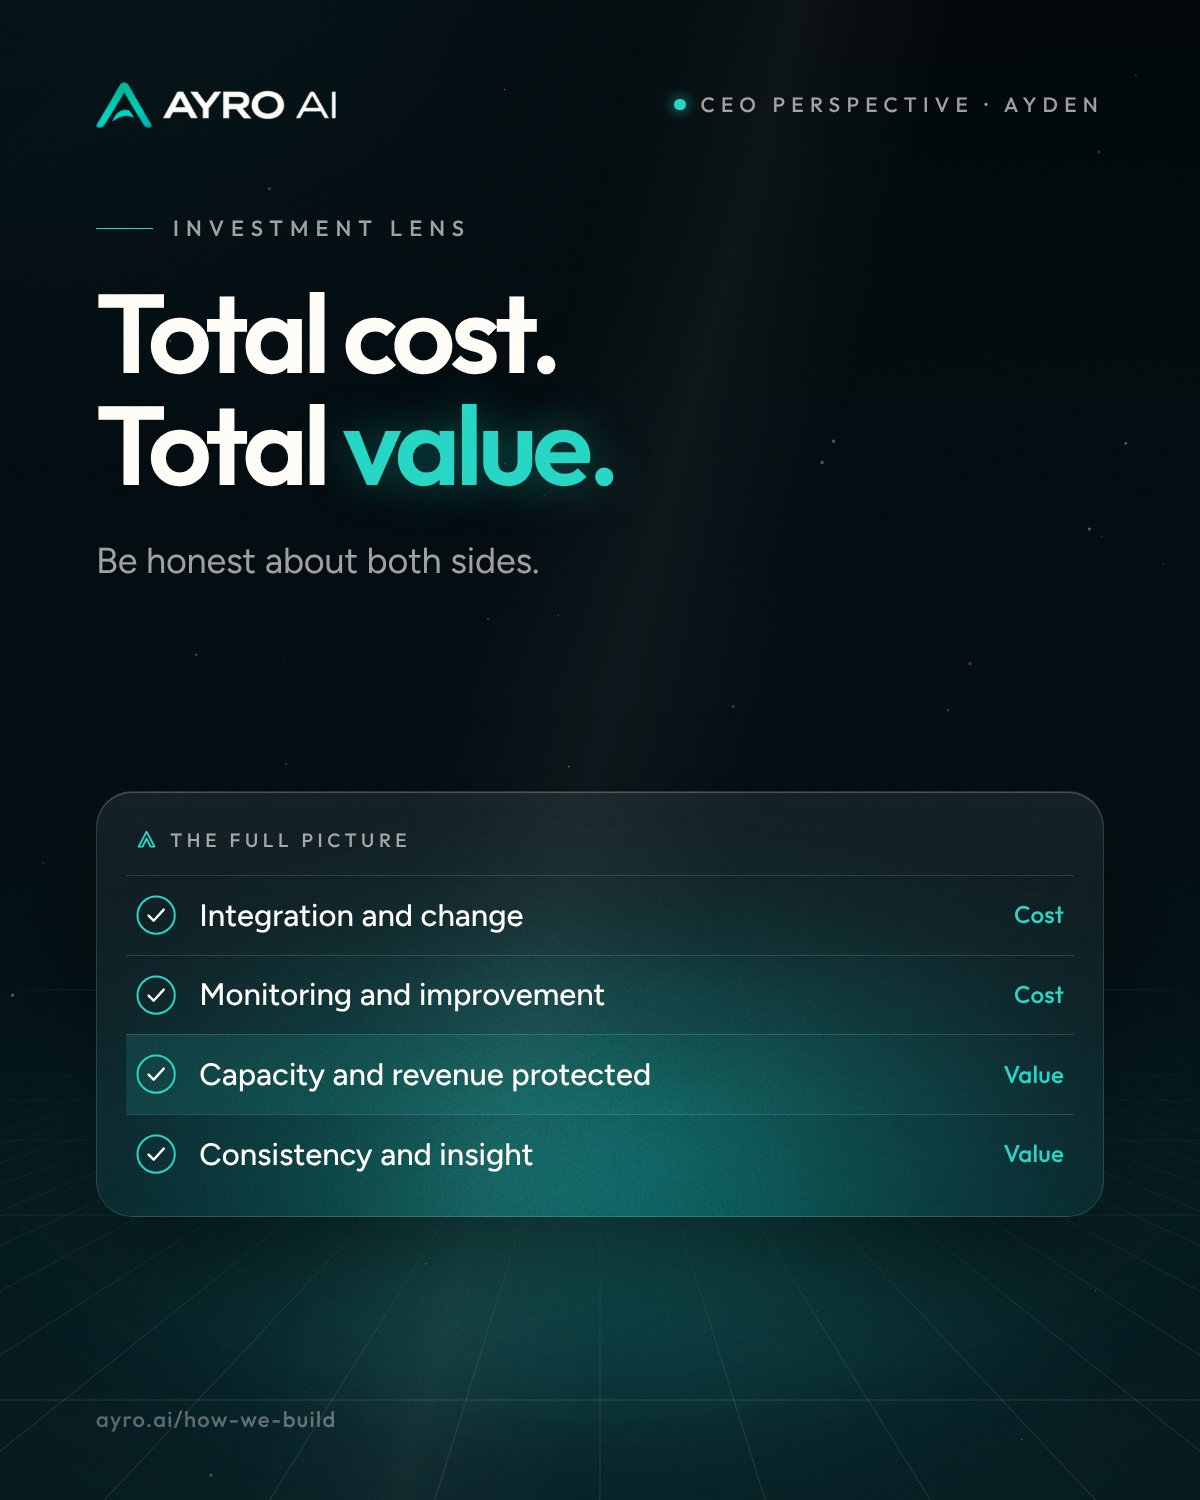 AYRO AI
CEO PERSPECTIVE · AYDEN
INVESTMENT LENS
Total cost.
Total value.
Be honest about both sides.
THE FULL PICTURE
Integration and change Cost
Monitoring and improvement Cost
Capacity and revenue protected Value
Consistency and insight Value
ayro.ai/how-we-build